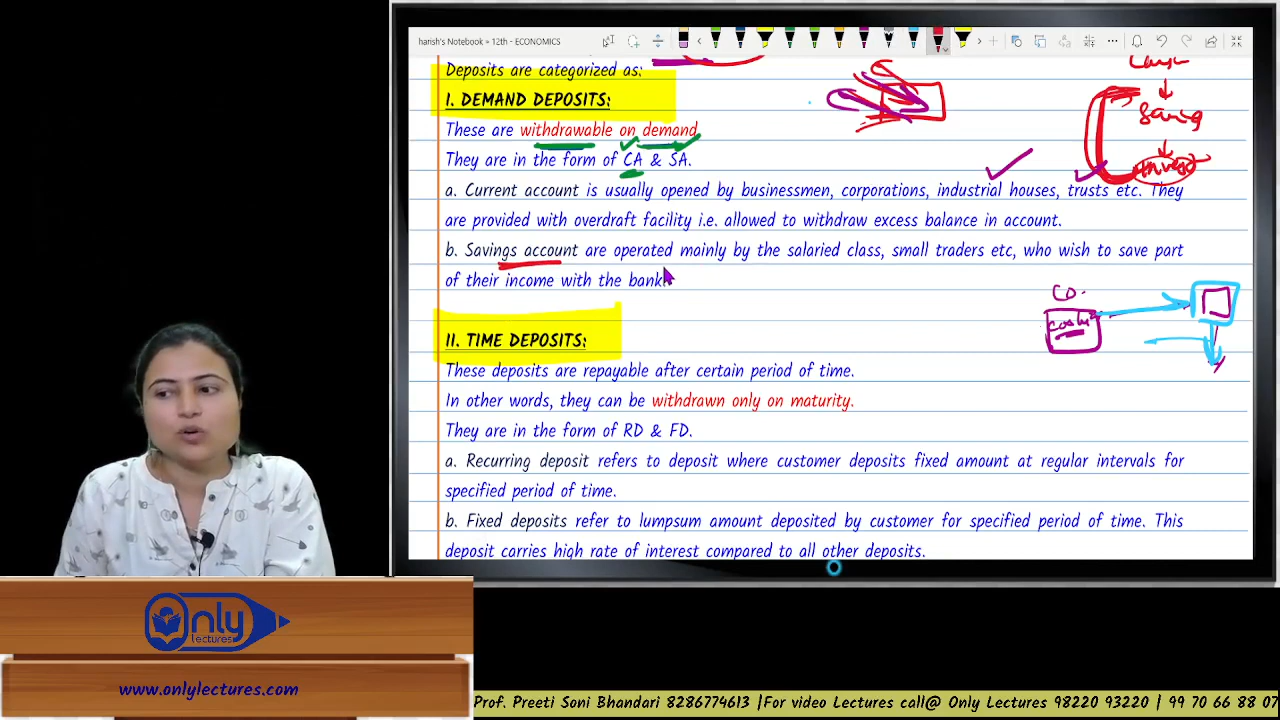 harish's Notebook » 12th - ECONOMICS
Deposits are categorized as:
I. DEMAND DEPOSITS:
These are withdrawable on demand
They are in the form of CA & SA.
a. Current account is usually opened by businessmen, corporations, industrial houses, trusts etc. They
are provided with overdraft facility i.e. allowed to withdraw excess balance in account.
b. Savings account are operated mainly by the salaried class, small traders etc, who wish to save part
of their income with the bank.
II. TIME DEPOSITS:
These deposits are repayable after certain period of time.
In other words, they can be withdrawn only on maturity.
They are in the form of RD & FD.
a. Recurring deposit refers to deposit where customer deposits fixed amount at regular intervals for
specified period of time.
b. Fixed deposits refer to lumpsum amount deposited by customer for specified period of time. This
deposit carries high rate of interest compared to all other deposits.
Saving
Invest
Co.
Only
lectures
www.onlylectures.com
Prof. Preeti Soni Bhandari 8286774613 |For video Lectures call@ Only Lectures 98220 93220 | 99 70 66 88 07